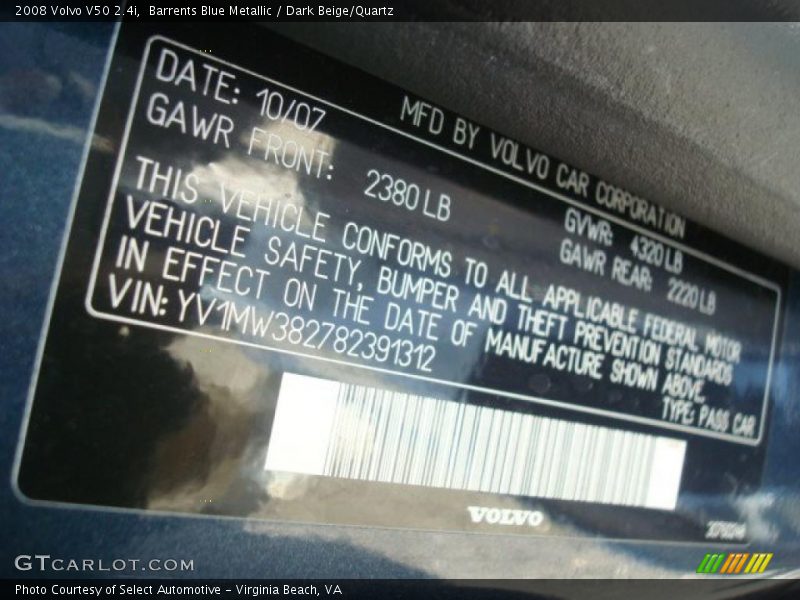 2008 Volvo V50 2.4i, Barrents Blue Metallic / Dark Beige/Quartz
DATE: 10/07 MFD BY VOLVO CAR CORPORATION
GVWR: 4320 LB
GAWR FRONT: 2380 LB GAWR REAR: 2220 LB
THIS VEHICLE CONFORMS TO ALL APPLICABLE FEDERAL MOTOR
VEHICLE SAFETY, BUMPER AND THEFT PREVENTION STANDARDS
IN EFFECT ON THE DATE OF MANUFACTURE SHOWN ABOVE.
VIN: YV1MW382782391312 TYPE: PASS CAR
VOLVO
GTCARLOT.COM
Photo Courtesy of Select Automotive - Virginia Beach, VA